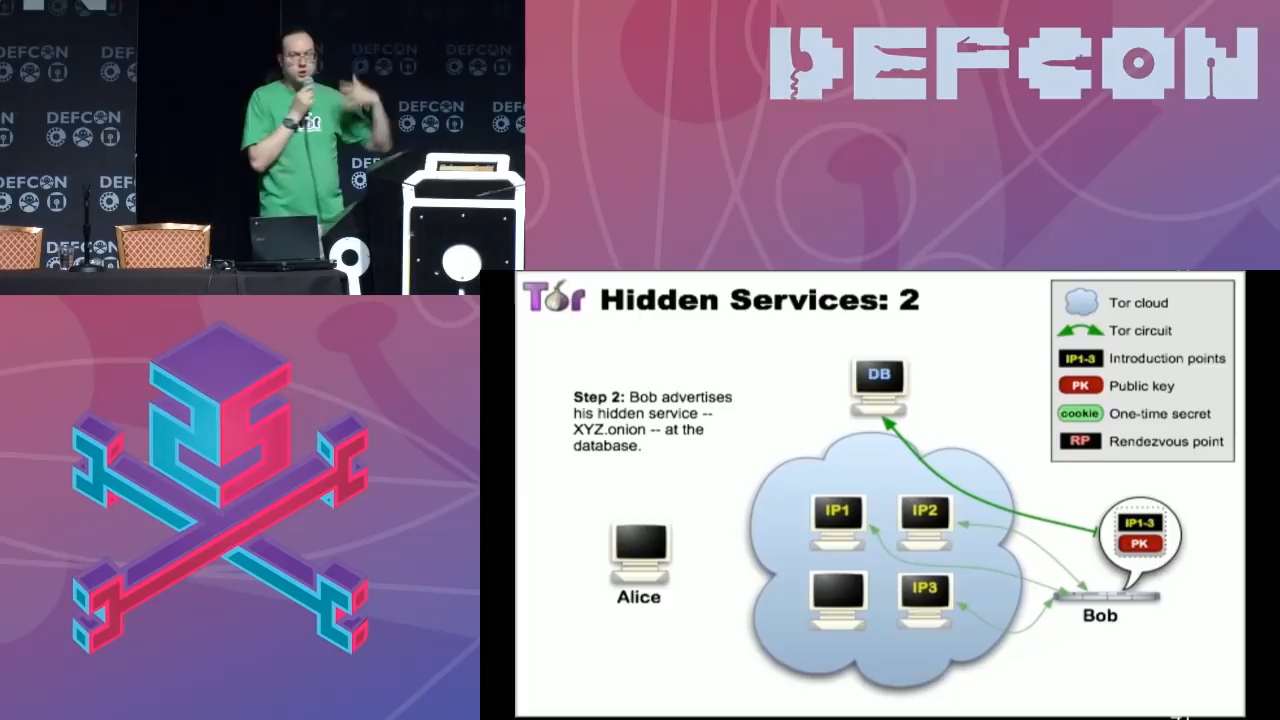 DEFCON
DEFCON
DEFCON
DEFCON
DEFCON
DEFCON
DEFCON
DEFCON
DEFCON
Tor Hidden Services: 2
Tor cloud
Tor circuit
IP1-3 Introduction points
PK Public key
cookie One-time secret
RP Rendezvous point
DB
Step 2: Bob advertises
his hidden service --
XYZ.onion -- at the
database.
IP1 IP2
IP3
IP1-3
PK
Alice
Bob